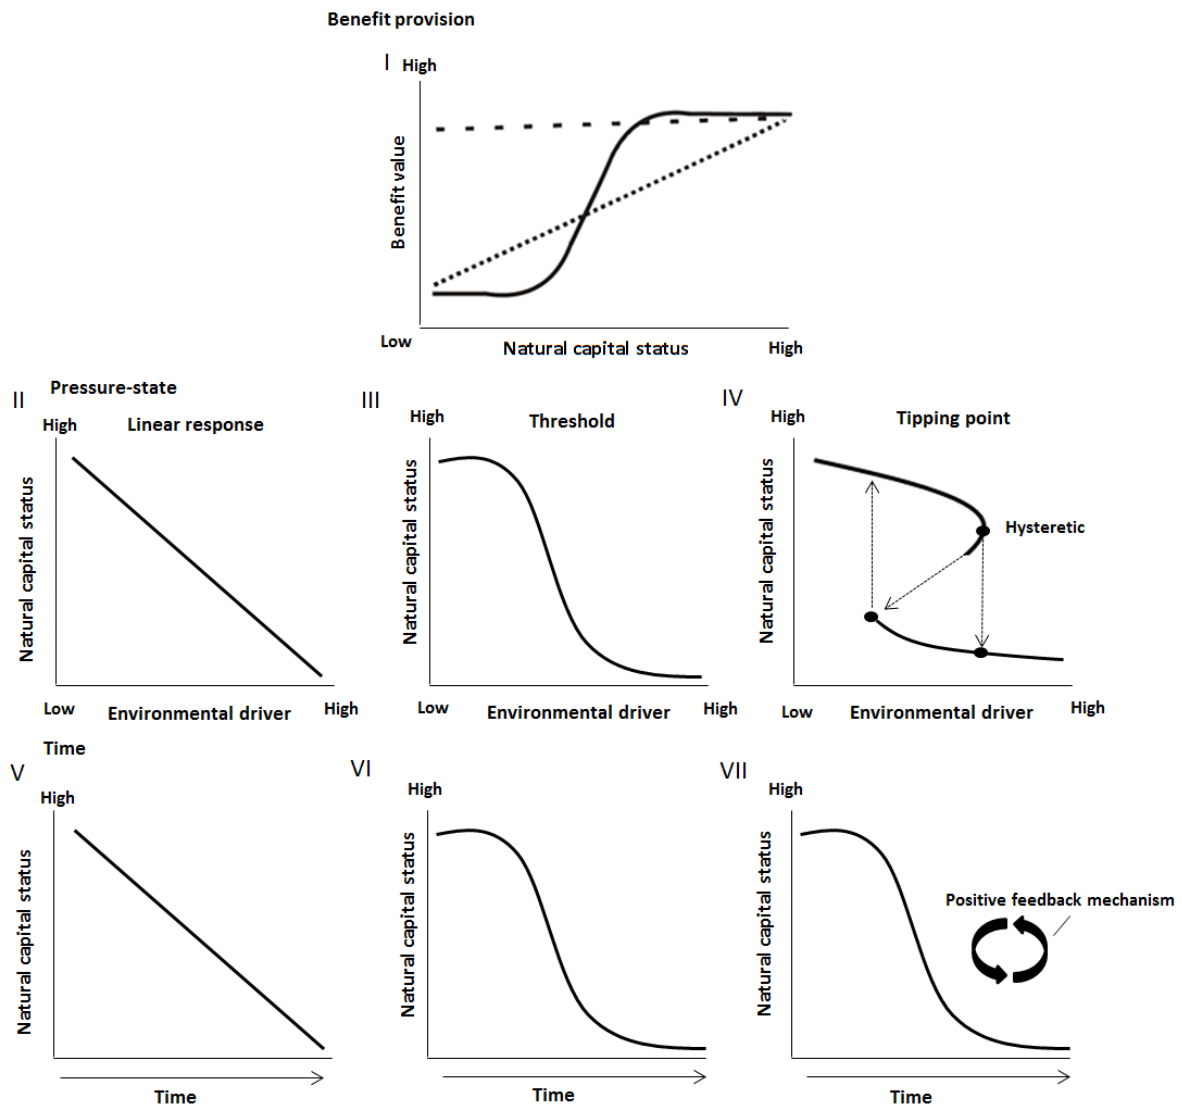 Benefit provision
I
High
Benefit value
Low
Natural capital status
High
Pressure-state
II
High
Linear response
Natural capital status
Low
Environmental driver
High
III
High
Threshold
Natural capital status
Low
Environmental driver
High
IV
High
Tipping point
Natural capital status
Hysteretic
Low
Environmental driver
High
Time
V
High
Natural capital status
Time
VI
High
Natural capital status
Time
VII
High
Natural capital status
Positive feedback mechanism
Time